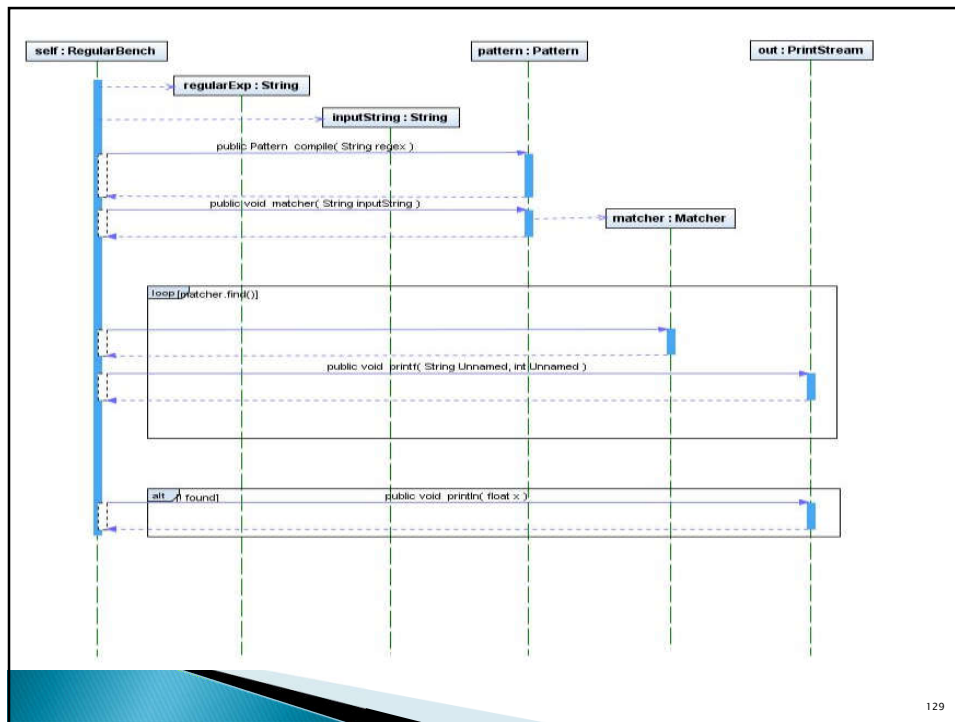 self : RegularBench
pattern : Pattern
out : PrintStream
regularExp : String
inputString : String
public Pattern compile( String regex )
public void matcher( String inputString )
matcher : Matcher
loop [matcher.find()]
public void printf( String Unnamed, int Unnamed )
alt found]
public void println( float x )
129